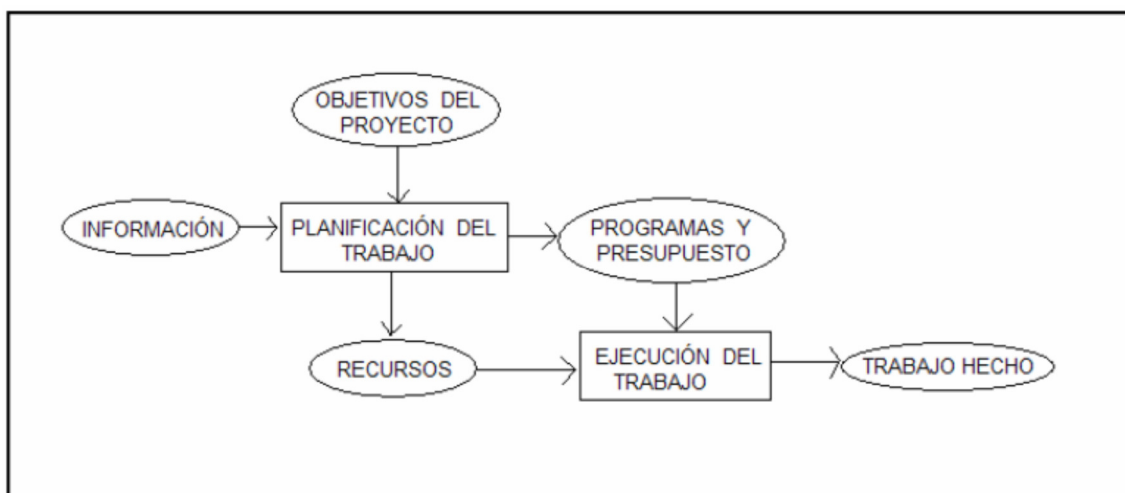 OBJETIVOS DEL
PROYECTO
INFORMACIÓN
PLANIFICACIÓN DEL
TRABAJO
PROGRAMAS Y
PRESUPUESTO
RECURSOS
EJECUCIÓN DEL
TRABAJO
TRABAJO HECHO